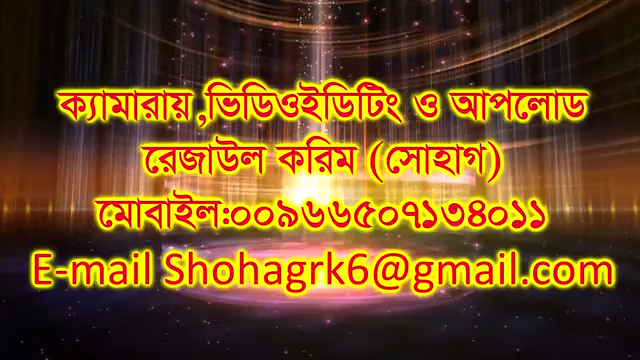 ক্যামারায়,ভিডিওইডিটিং ও আপলোড
রেজাউল করিম (সোহাগ)
মোবাইল:০০৯৬৬৫০৭১৩৪০১১
E-mail Shohagrk6@gmail.com